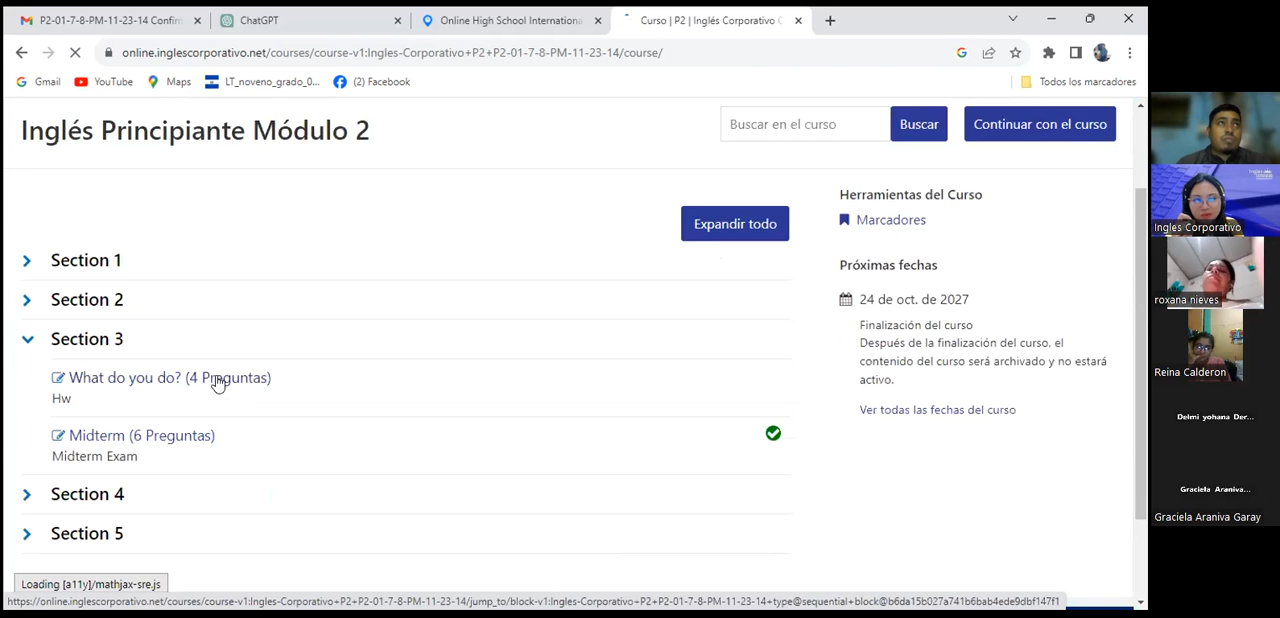 P2-01-7-8-PM-11-23-14 Confirm
ChatGPT
Online High School Internationa
Curso | P2 | Inglés Corporativo
online.inglescorporativo.net/courses/course-v1:Ingles-Corporativo+P2+P2-01-7-8-PM-11-23-14/course/
Gmail
YouTube
Maps
LT_noveno_grado_0...
(2) Facebook
Todos los marcadores
Inglés Principiante Módulo 2
Buscar en el curso
Buscar
Continuar con el curso
Expandir todo
Section 1
Section 2
Section 3
What do you do? (4 Preguntas)
Hw
Midterm (6 Preguntas)
Midterm Exam
Section 4
Section 5
Herramientas del Curso
Marcadores
Próximas fechas
24 de oct. de 2027
Finalización del curso
Después de la finalización del curso, el
contenido del curso será archivado y no estará
activo.
Ver todas las fechas del curso
Loading [a11y]/mathjax-sre.js
https://online.inglescorporativo.net/courses/course-v1:Ingles-Corporativo+P2+P2-01-7-8-PM-11-23-14/jump_to/block-v1:Ingles-Corporativo+P2+P2-01-7-8-PM-11-23-14+type@sequential+block@b6da15b027a741b6bab4ede9dbf147f1
Ingles Corporativo
roxana nieves
Reina Calderon
Delmi yohana Der...
Graciela Araniva...
Graciela Araniva Garay